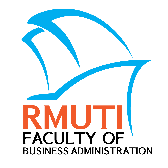 RMUTI
FACULTY OF
BUSINESS ADMINISTRATION